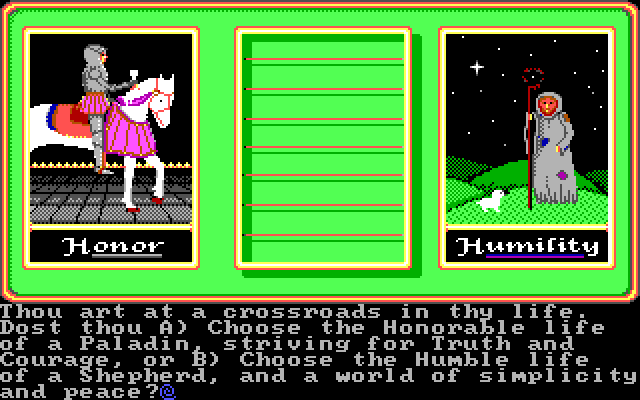 Honor
Humility
Thou art at a crossroads in thy life.
Dost thou A) Choose the Honorable life
of a Paladin, striving for Truth and
Courage, or B) Choose the Humble life
of a Shepherd, and a world of simplicity
and peace?